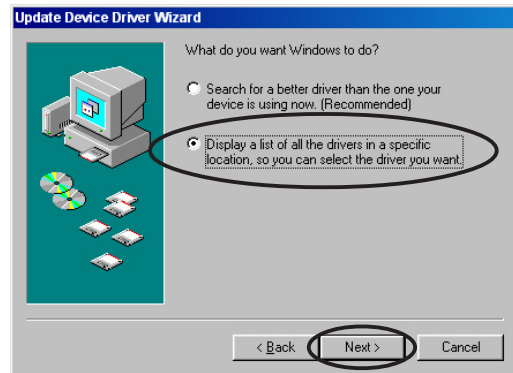 Update Device Driver Wizard
What do you want Windows to do?
Search for a better driver than the one your
device is using now. (Recommended)
Display a list of all the drivers in a specific
location, so you can select the driver you want.
< Back
Next >
Cancel